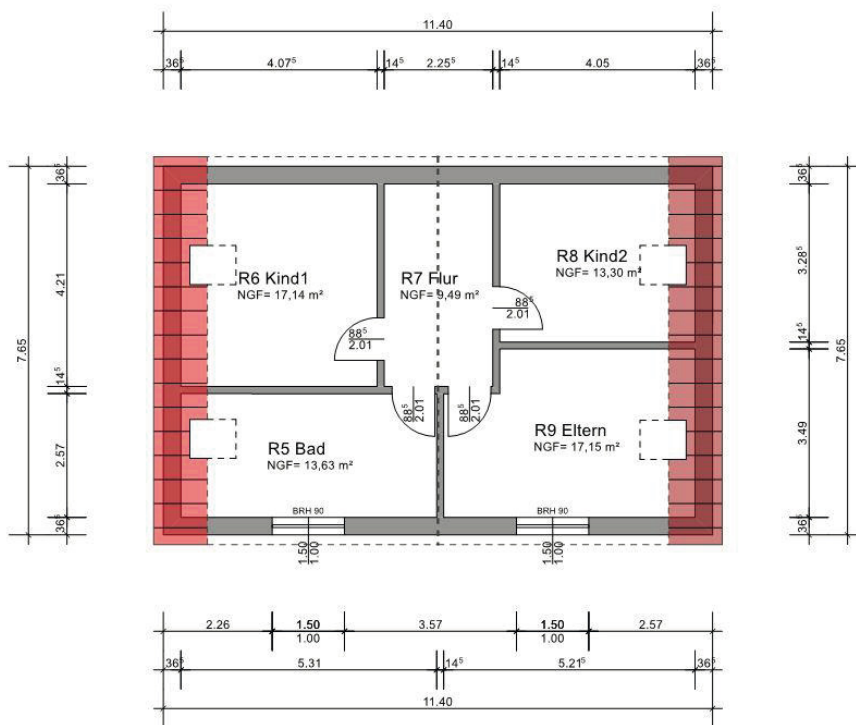 11.40
36⁵ 4.07⁵ 14⁵ 2.25⁵ 14⁵ 4.05 36⁵
7.65
36⁵
4.21
14⁵
2.57
36⁵
R6 Kind1
NGF= 17,14 m²
R7 Flur
NGF= 9,49 m²
R8 Kind2
NGF= 13,30 m²
88⁵
2.01
88⁵
2.01
88⁵
2.01
88⁵
2.01
R5 Bad
NGF= 13,63 m²
R9 Eltern
NGF= 17,15 m²
BRH 90
BRH 90
1.50
1.00
1.50
1.00
36⁵
3.28⁵
14⁵
3.49
36⁵
7.65
2.26 1.50 3.57 1.50 2.57
1.00 1.00
36⁵ 5.31 14⁵ 5.21⁵ 36⁵
11.40